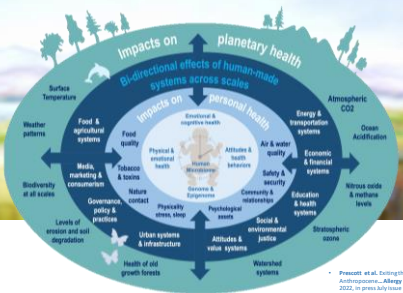 Impacts on planetary health
Bi-directional effects of human-made
systems across scales
Impacts on personal health
Surface
Temperature
Atmospheric
CO2
Weather
patterns
Ocean
Acidification
Biodiversity
at all scales
Nitrous oxide
& methane
levels
Levels of
erosion and soil
degradation
Stratospheric
ozone
Health of old
growth forests
Watershed
systems
Food &
agricultural
systems
Energy &
transportation
systems
Media,
marketing &
consumerism
Economic
& financial
systems
Governance,
policy &
practices
Education
& health
systems
Urban systems
& infrastructure
Attitudes &
value systems
Social &
environmental
justice
Food
quality
Air & water
quality
Tobacco
& toxins
Safety &
security
Nature
contact
Community &
relationships
Physicality
stress, sleep
Psychological
assets
Emotional &
cognitive health
Physical &
emotional
health
Attitudes &
health
behaviors
Human
Microbiome
Genome &
Epigenome
• Prescott et al. Exiting th
Anthropocene...Allergy
2022, in press July issue